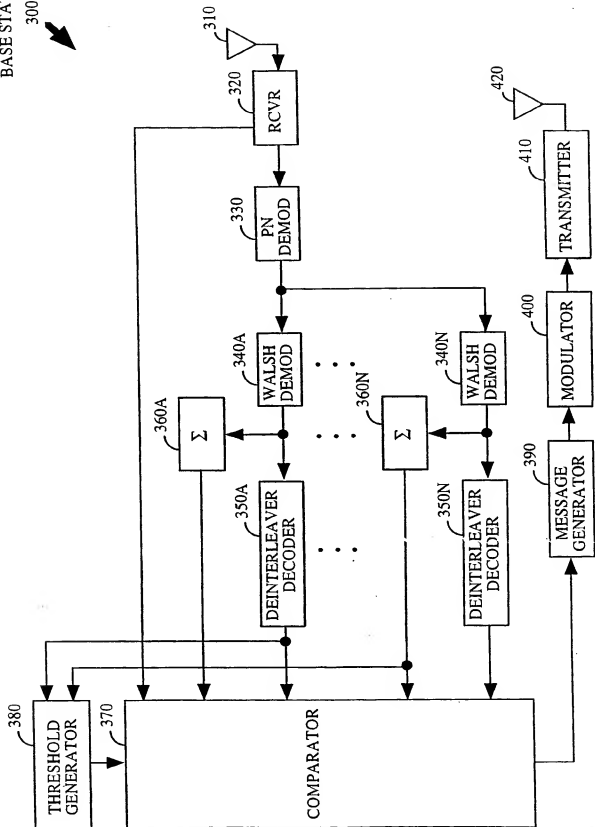 BASE STA
300
310
320
RCVR
330
PN
DEMOD
340A
WALSH
DEMOD
360A
Σ
350A
DEINTERLEAVER
DECODER
340N
WALSH
DEMOD
360N
Σ
350N
DEINTERLEAVER
DECODER
380
THRESHOLD
GENERATOR
370
COMPARATOR
390
MESSAGE
GENERATOR
400
MODULATOR
410
TRANSMITTER
420